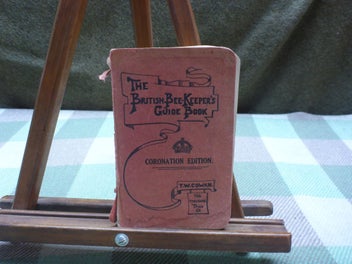 THE
BRITISH BEE-KEEPER'S
GUIDE BOOK
CORONATION EDITION.
T.W. COWAN.